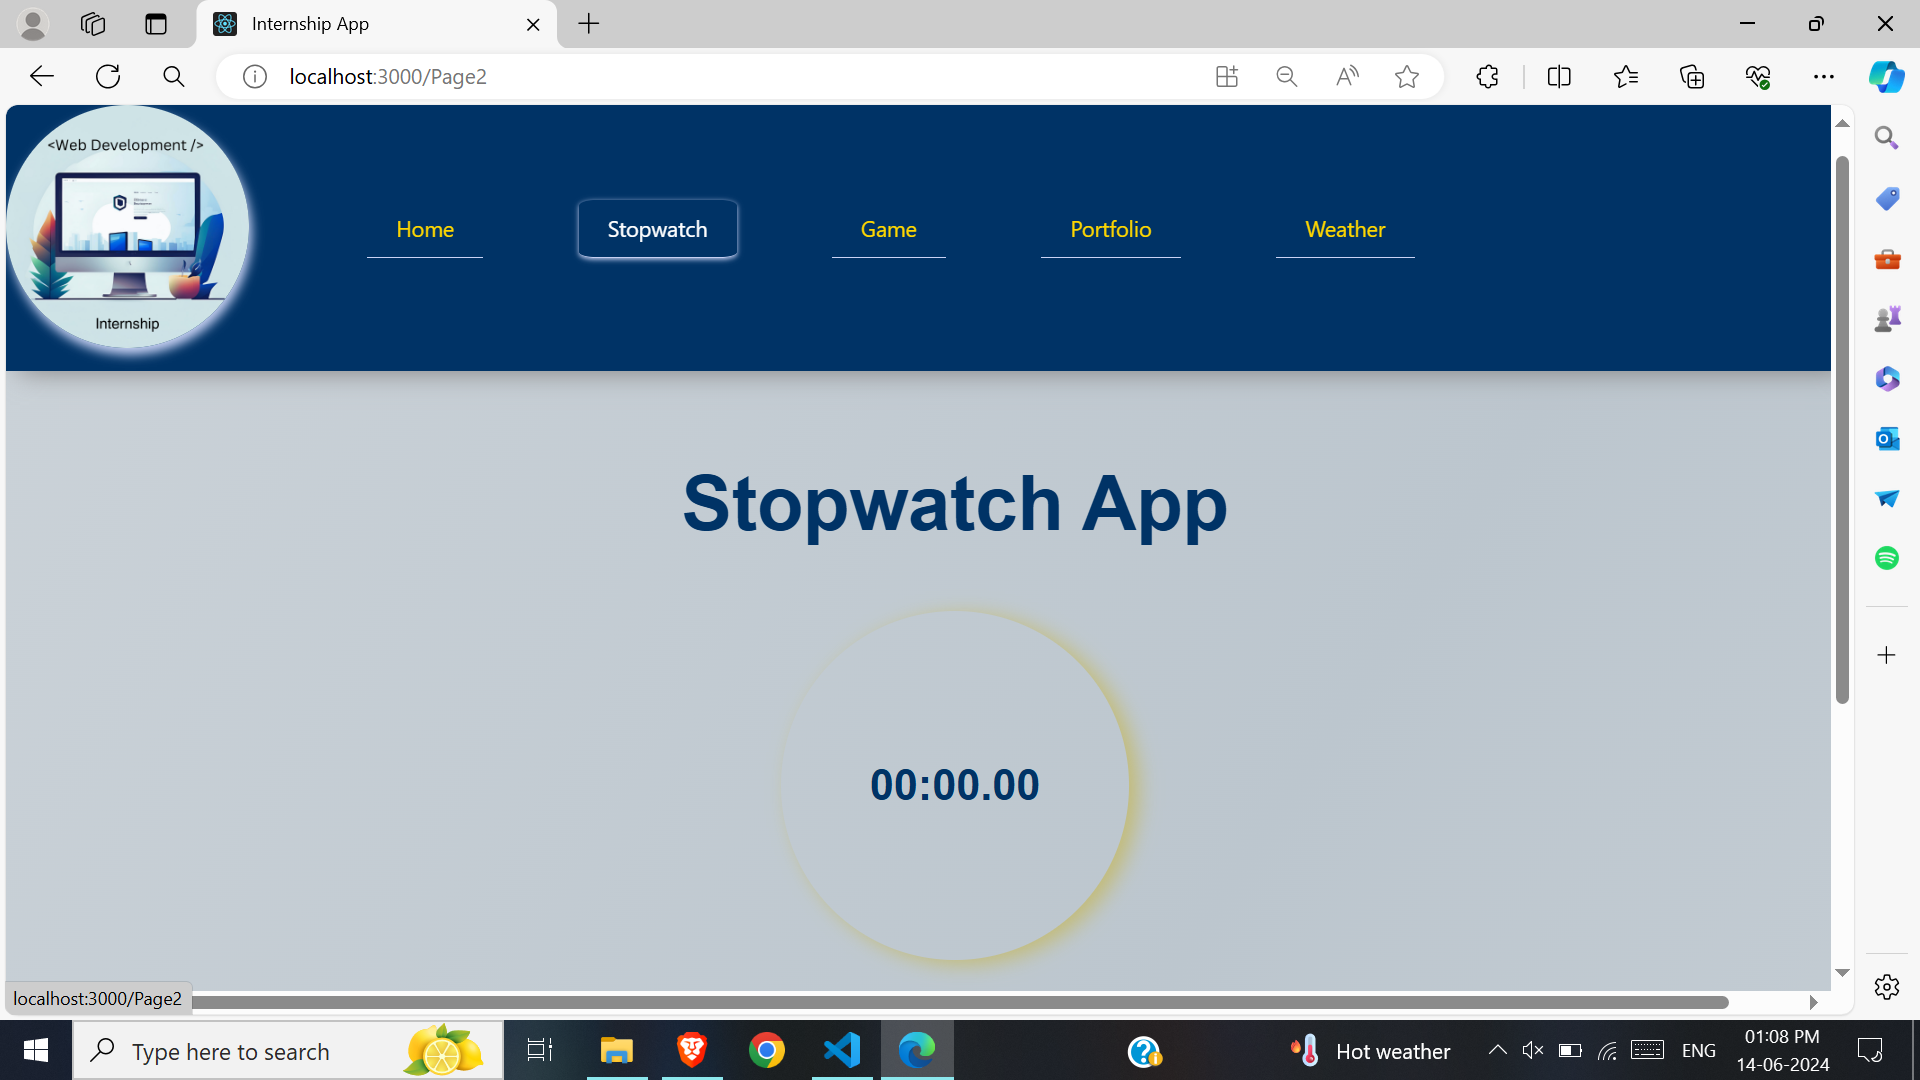 Internship App
localhost:3000/Page2
<Web Development />
Internship
Home
Stopwatch
Game
Portfolio
Weather
Stopwatch App
00:00.00
localhost:3000/Page2
Type here to search
Hot weather
ENG
01:08 PM
14-06-2024